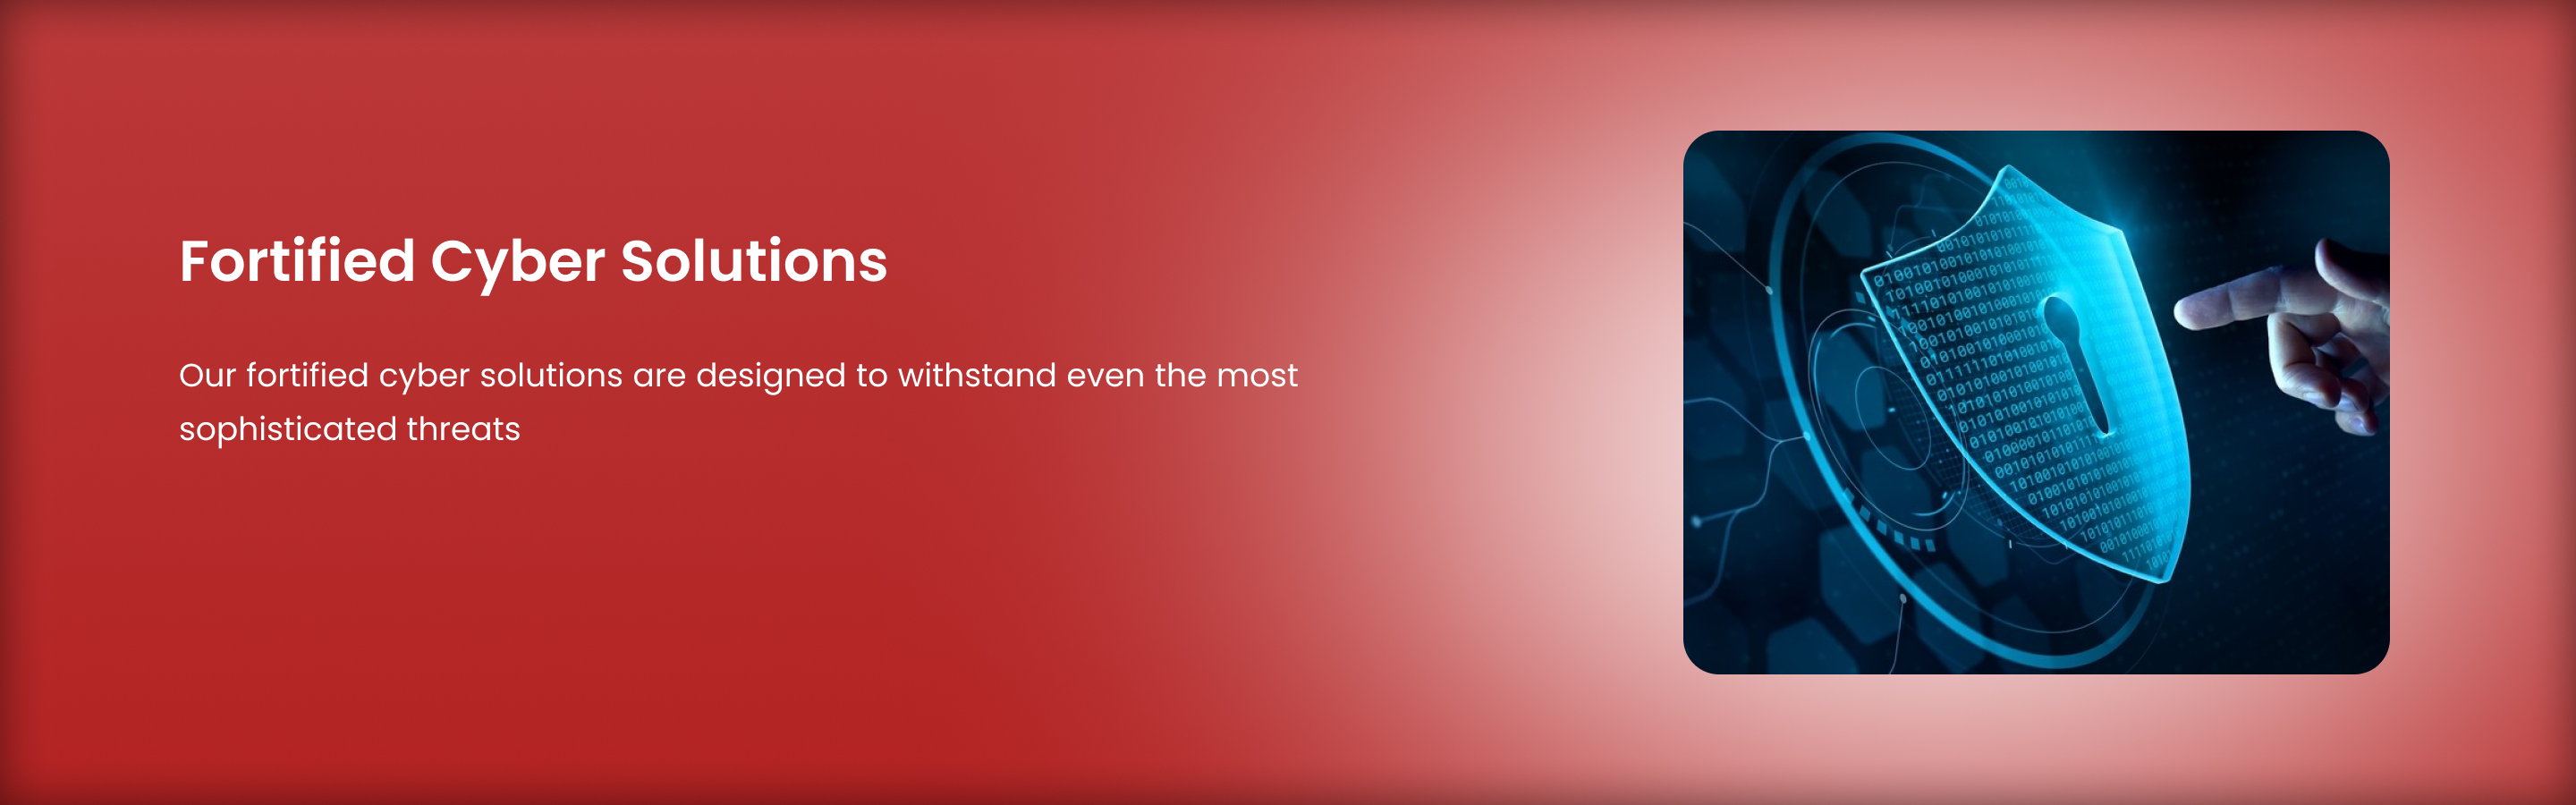 Fortified Cyber Solutions
Our fortified cyber solutions are designed to withstand even the most
sophisticated threats